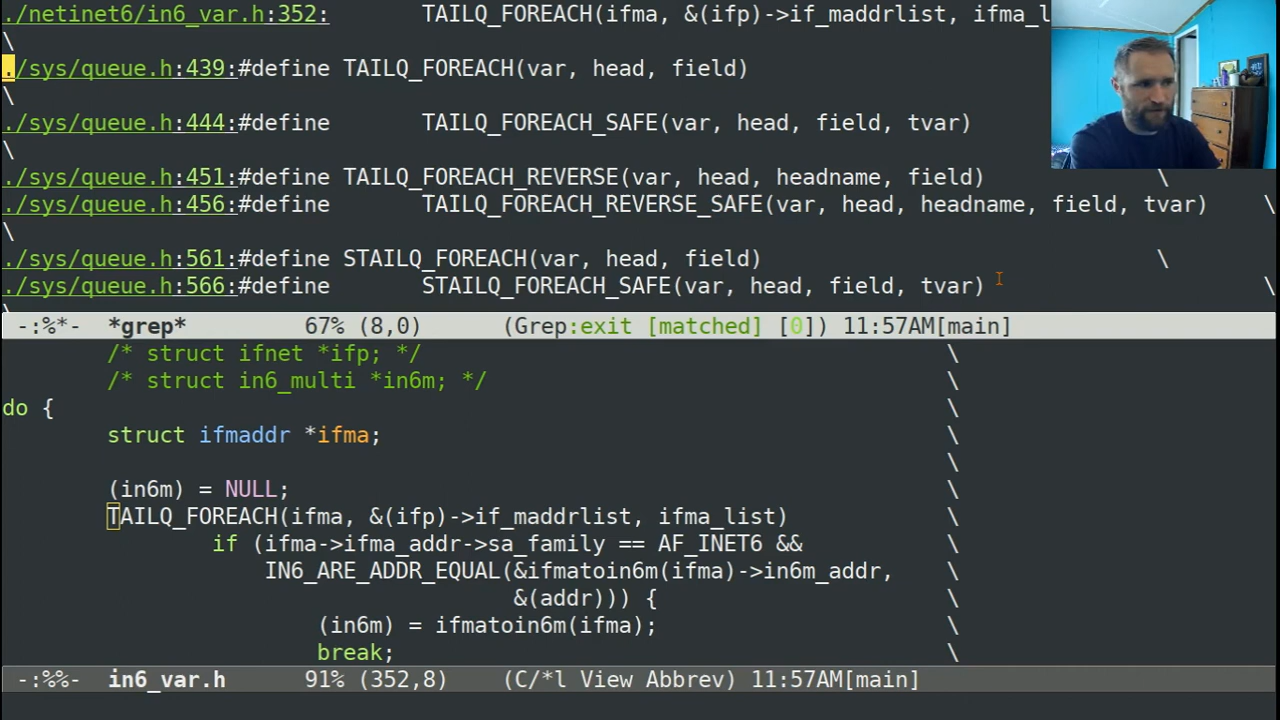 ./netinet6/in6_var.h:352:	TAILQ_FOREACH(ifma, &(ifp)->if_maddrlist, ifma_l
\
./sys/queue.h:439:#define TAILQ_FOREACH(var, head, field)
\
./sys/queue.h:444:#define	TAILQ_FOREACH_SAFE(var, head, field, tvar)
\
./sys/queue.h:451:#define TAILQ_FOREACH_REVERSE(var, head, headname, field)	\
./sys/queue.h:456:#define	TAILQ_FOREACH_REVERSE_SAFE(var, head, headname, field, tvar)	\
\
./sys/queue.h:561:#define STAILQ_FOREACH(var, head, field)	\
./sys/queue.h:566:#define	STAILQ_FOREACH_SAFE(var, head, field, tvar)	\
\
-:%*-  *grep*	67% (8,0)	(Grep:exit [matched] [0]) 11:57AM[main]
/* struct ifnet *ifp; */	\
/* struct in6_multi *in6m; */	\
do {	\
struct ifmaddr *ifma;	\
\
(in6m) = NULL;	\
TAILQ_FOREACH(ifma, &(ifp)->if_maddrlist, ifma_list)	\
if (ifma->ifma_addr->sa_family == AF_INET6 &&	\
IN6_ARE_ADDR_EQUAL(&ifmatoin6m(ifma)->in6m_addr,	\
&(addr))) {	\
(in6m) = ifmatoin6m(ifma);	\
break;	\
-:%%-  in6_var.h	91% (352,8)	(C/*l View Abbrev) 11:57AM[main]